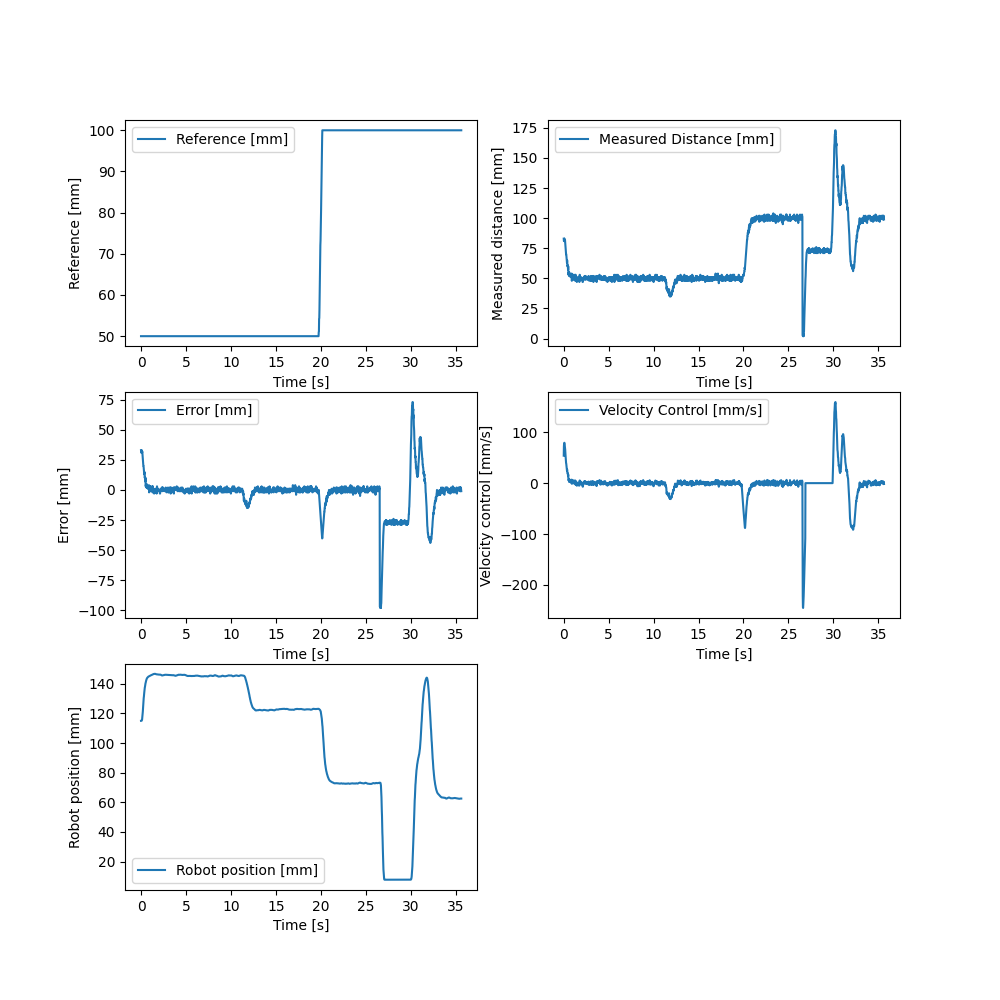 Reference [mm]
Reference [mm]
100
90
80
70
60
50
0 5 10 15 20 25 30 35
Time [s]
Measured Distance [mm]
Measured distance [mm]
175
150
125
100
75
50
25
0
0 5 10 15 20 25 30 35
Time [s]
Error [mm]
Error [mm]
75
50
25
0
−25
−50
−75
−100
0 5 10 15 20 25 30 35
Time [s]
Velocity Control [mm/s]
Velocity control [mm/s]
100
0
−100
−200
0 5 10 15 20 25 30 35
Time [s]
Robot position [mm]
140
120
100
80
60
40
20
Robot position [mm]
0 5 10 15 20 25 30 35
Time [s]